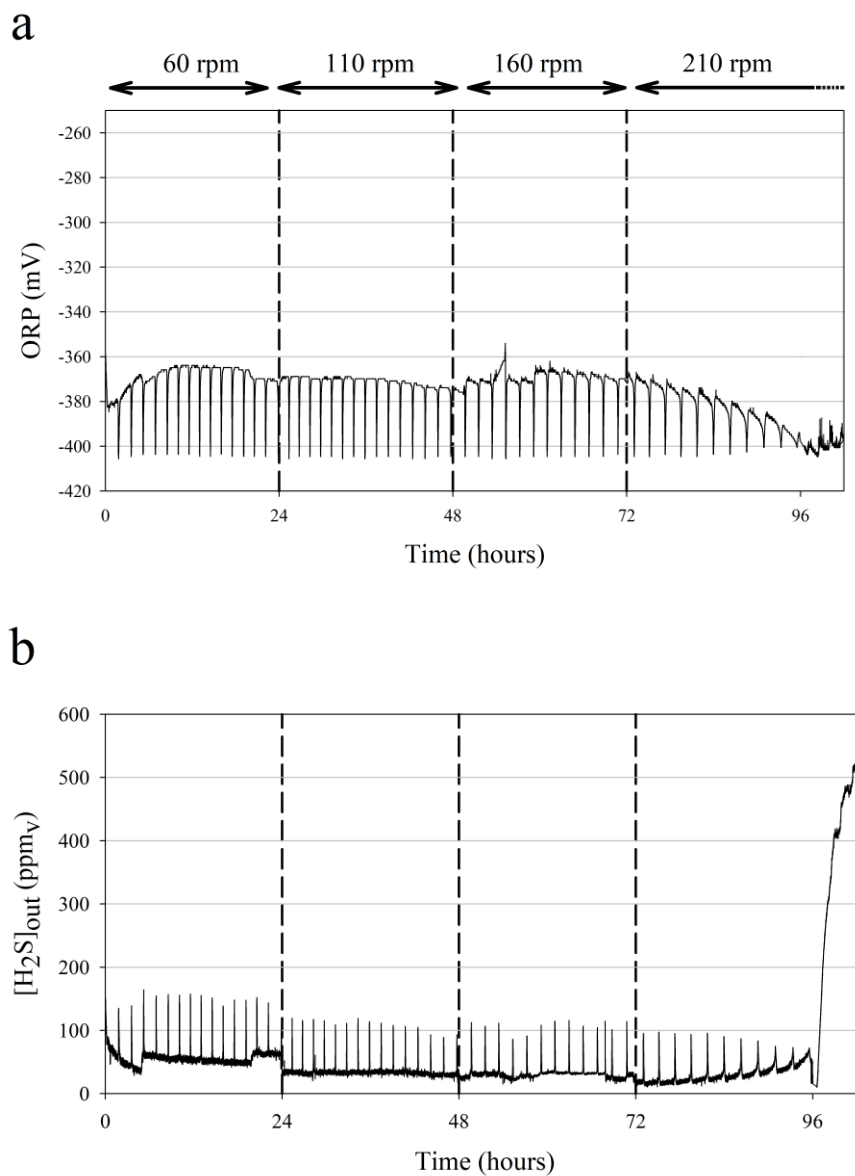 a
60 rpm 110 rpm 160 rpm 210 rpm
-260
-280
-300
-320
-340
-360
-380
-400
-420
ORP (mV)
0 24 48 72 96
Time (hours)
b
600
500
400
300
200
100
0
[H2S]out (ppmv)
0 24 48 72 96
Time (hours)